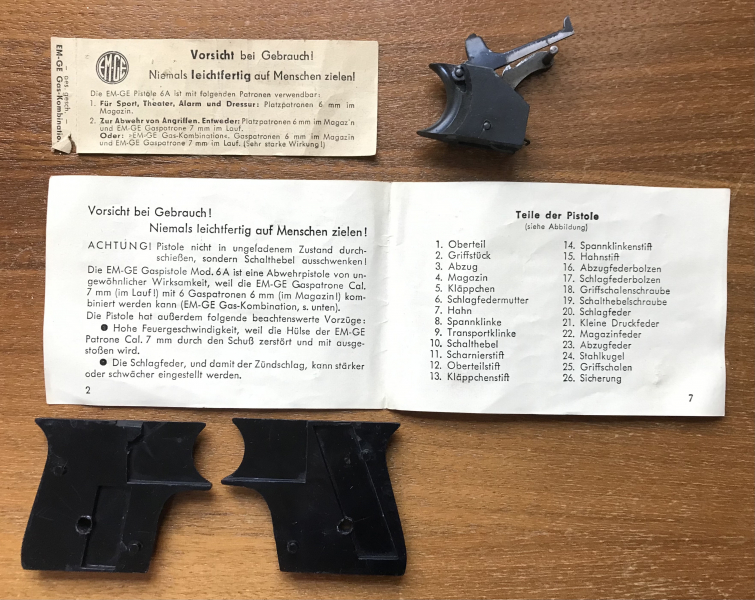 — ges. gesch. —
EM-GE Gas-Kombinatio
EM-GE
Vorsicht bei Gebrauch!
Niemals leichtfertig auf Menschen zielen!
Die EM-GE Pistole 6A ist mit folgenden Patronen verwendbar:
1. Für Sport, Theater, Alarm und Dressur: Platzpatronen 6 mm im
Magazin.
2. Zur Abwehr von Angriffen. Entweder: Platzpatronen 6 mm im Magaz'n
und EM-GE Gaspatrone 7 mm im Lauf.
Oder: »EM-GE Gas-Kombination«. Gaspatronen 6 mm im Magazin
und EM-GE Gaspatrone 7 mm im Lauf. (Sehr starke Wirkung!)
Vorsicht bei Gebrauch!
Niemals leichtfertig auf Menschen zielen!
ACHTUNG! Pistole nicht in ungeladenem Zustand durch-
schießen, sondern Schalthebel ausschwenken!
Die EM-GE Gaspistole Mod. 6A ist eine Abwehrpistole von un-
gewöhnlicher Wirksamkeit, weil die EM-GE Gaspatrone Cal.
7 mm (im Lauf!) mit 6 Gaspatronen 6 mm (im Magazin!) kom-
biniert werden kann (EM-GE Gas-Kombination, s. unten).
Die Pistole hat außerdem folgende beachtenswerte Vorzüge:
● Hohe Feuergeschwindigkeit, weil die Hülse der EM-GE
Patrone Cal. 7 mm durch den Schuß zerstört und mit ausge-
stoßen wird.
● Die Schlagfeder, und damit der Zündschlag, kann stärker
oder schwächer eingestellt werden.
2
Teile der Pistole
(siehe Abbildung)
1. Oberteil
2. Griffstück
3. Abzug
4. Magazin
5. Kläppchen
6. Schlagfedermutter
7. Hahn
8. Spannklinke
9. Transportklinke
10. Schalthebel
11. Scharnierstift
12. Oberteilstift
13. Kläppchenstift
14. Spannklinkenstift
15. Hahnstift
16. Abzugfederbolzen
17. Schlagfederbolzen
18. Griffschalenschraube
19. Schalthebelschraube
20. Schlagfeder
21. Kleine Druckfeder
22. Magazinfeder
23. Abzugfeder
24. Stahlkugel
25. Griffschalen
26. Sicherung
7